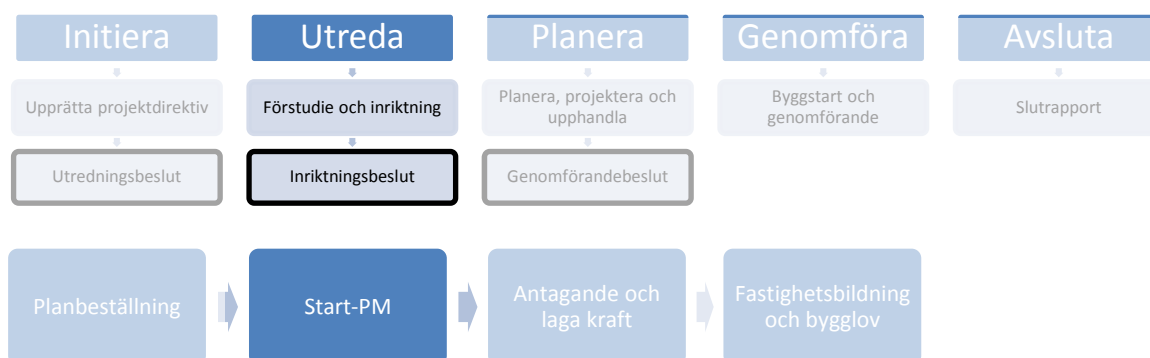 Initiera
Utreda
Planera
Genomföra
Avsluta
Upprätta projektdirektiv
Förstudie och inriktning
Planera, projektera och
upphandla
Byggstart och
genomförande
Slutrapport
Utredningsbeslut
Inriktningsbeslut
Genomförandebeslut
Planbeställning
Start-PM
Antagande och
laga kraft
Fastighetsbildning
och bygglov